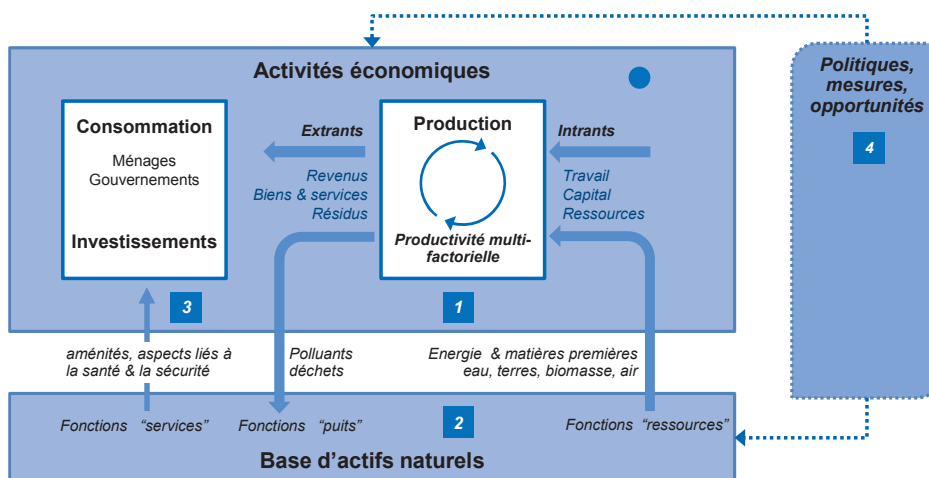 Activités économiques
Consommation
Ménages
Gouvernements
Investissements
Extrants
Revenus
Biens & services
Résidus
Production
Productivité multi-
factorielle
Intrants
Travail
Capital
Ressources
Politiques,
mesures,
opportunités
4
3
1
aménités, aspects liés à
la santé & la sécurité
Polluants
déchets
Energie & matières premières
eau, terres, biomasse, air
Fonctions "services"
Fonctions "puits"
2
Fonctions "ressources"
Base d'actifs naturels